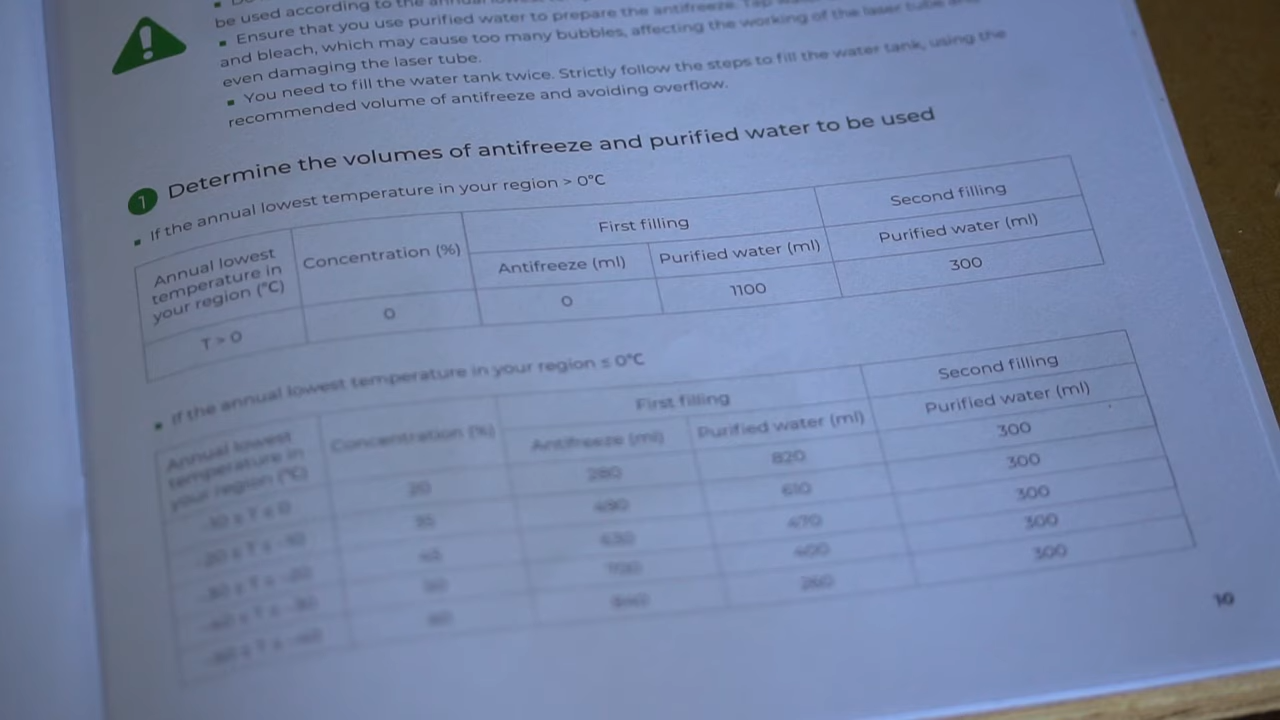 be used according to the annual
▪ Ensure that you use purified water to prepare the antifreeze. Tap
and bleach, which may cause too many bubbles, affecting the working of the laser tube and
even damaging the laser tube.
▪ You need to fill the water tank twice. Strictly follow the steps to fill the water tank, using the
recommended volume of antifreeze and avoiding overflow.
1 Determine the volumes of antifreeze and purified water to be used
▪ If the annual lowest temperature in your region > 0°C
Annual lowest temperature in your region (°C) Concentration (%) First filling Second filling
Antifreeze (ml) Purified water (ml) Purified water (ml)
T > 0 0 0 1100 300
▪ If the annual lowest temperature in your region ≤ 0°C
Annual lowest temperature in your region (°C) Concentration (%) First filling Second filling
Antifreeze (ml) Purified water (ml) Purified water (ml)
20 280 820 300
35 490 610 300
630 470 300
700 400 300
260 300
10